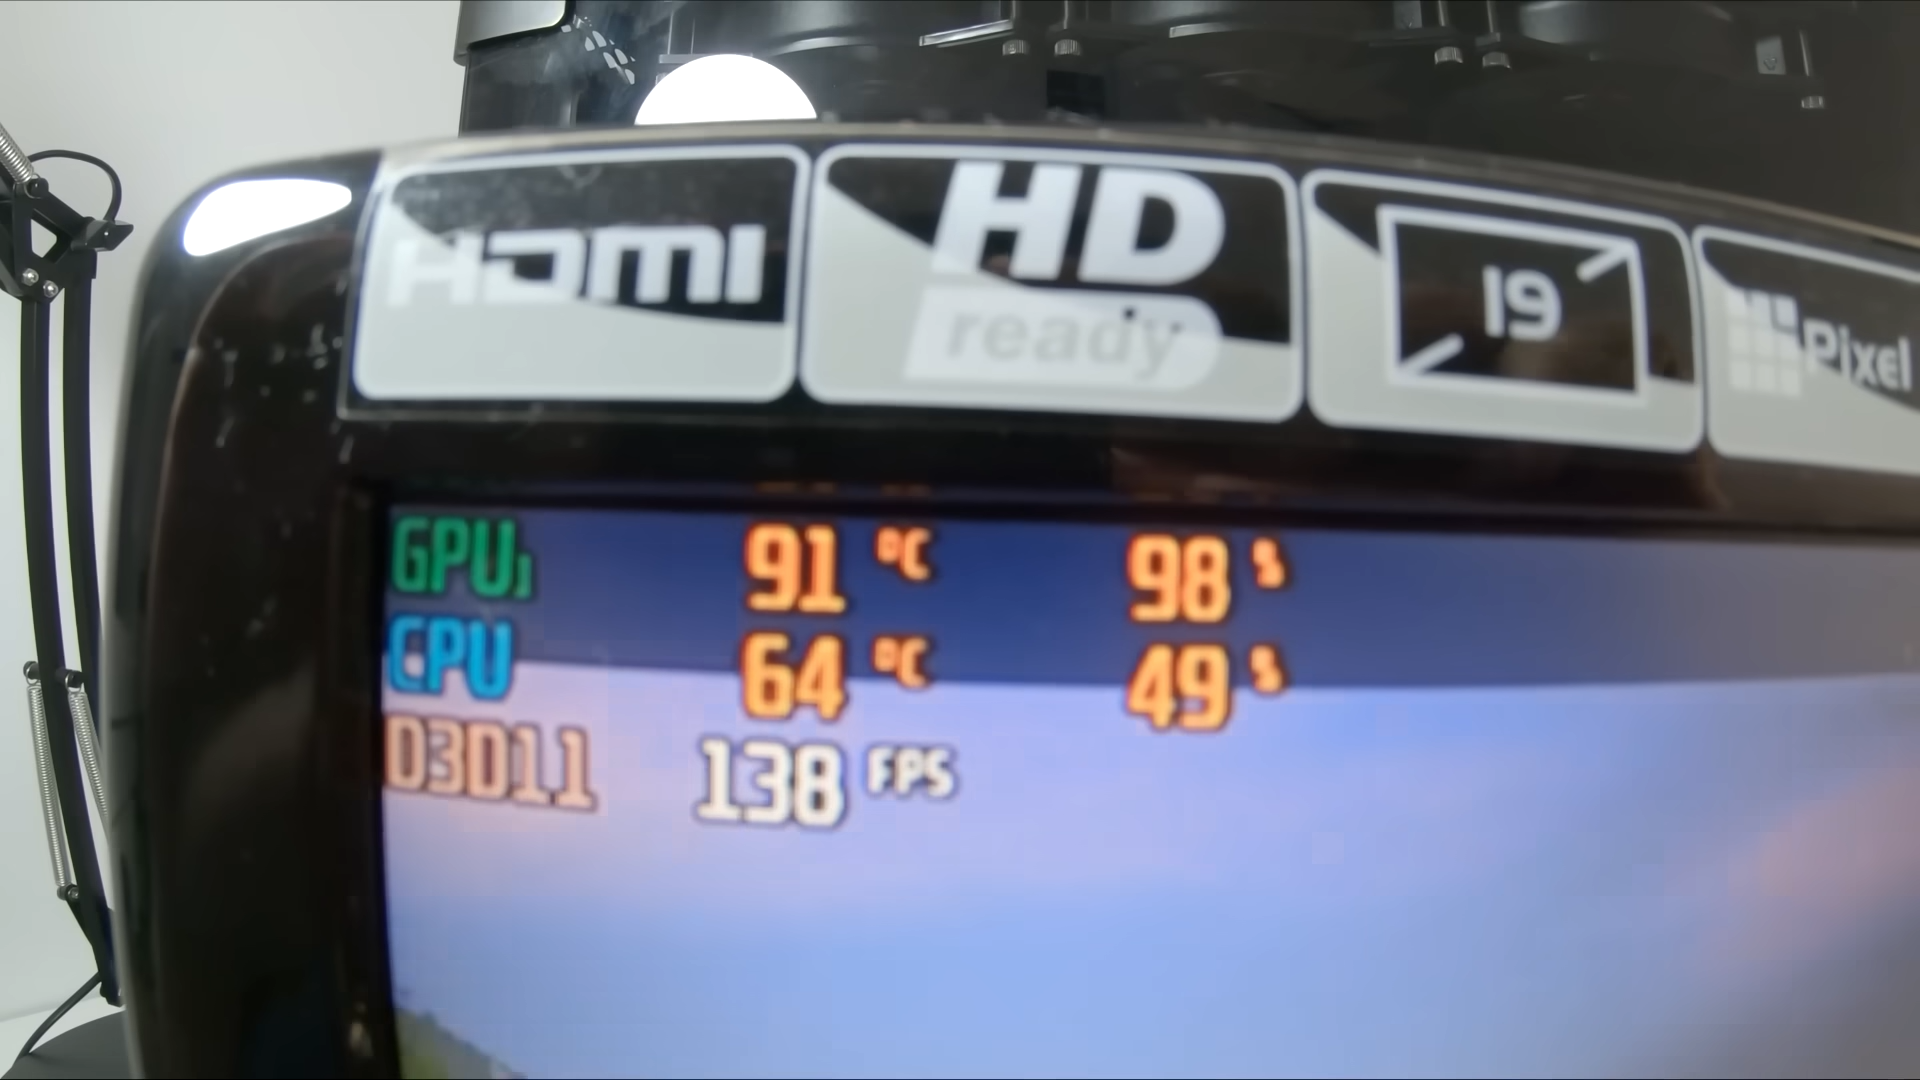 HDMI
HD
ready
19
Pixel
GPU1 91 °C 98 %
CPU 64 °C 49 %
D3D11 138 FPS